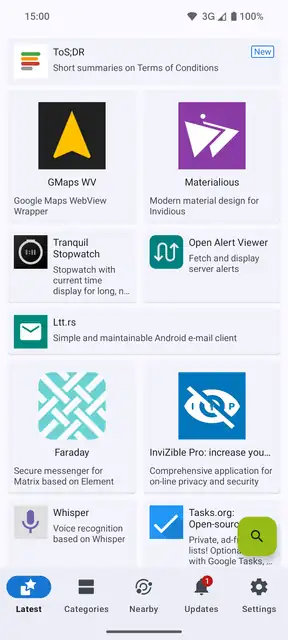 15:00
3G
100%
ToS;DR
New
Short summaries on Terms of Conditions
GMaps WV
Google Maps WebView
Wrapper
Materialious
Modern material design for
Invidious
Tranquil
Stopwatch
Stopwatch with
current time
display for long, n…
Open Alert Viewer
Fetch and display
server alerts
Ltt.rs
Simple and maintainable Android e-mail client
Faraday
Secure messenger for
Matrix based on Element
I P
InviZible Pro: increase you…
Comprehensive application
for on-line privacy and security
Whisper
Voice recognition
based on Whisper
Tasks.org:
Open-sourc
Private, ad-f
lists! Optiona
with Google Tasks, …
Latest
Categories
Nearby
1
Updates
Settings